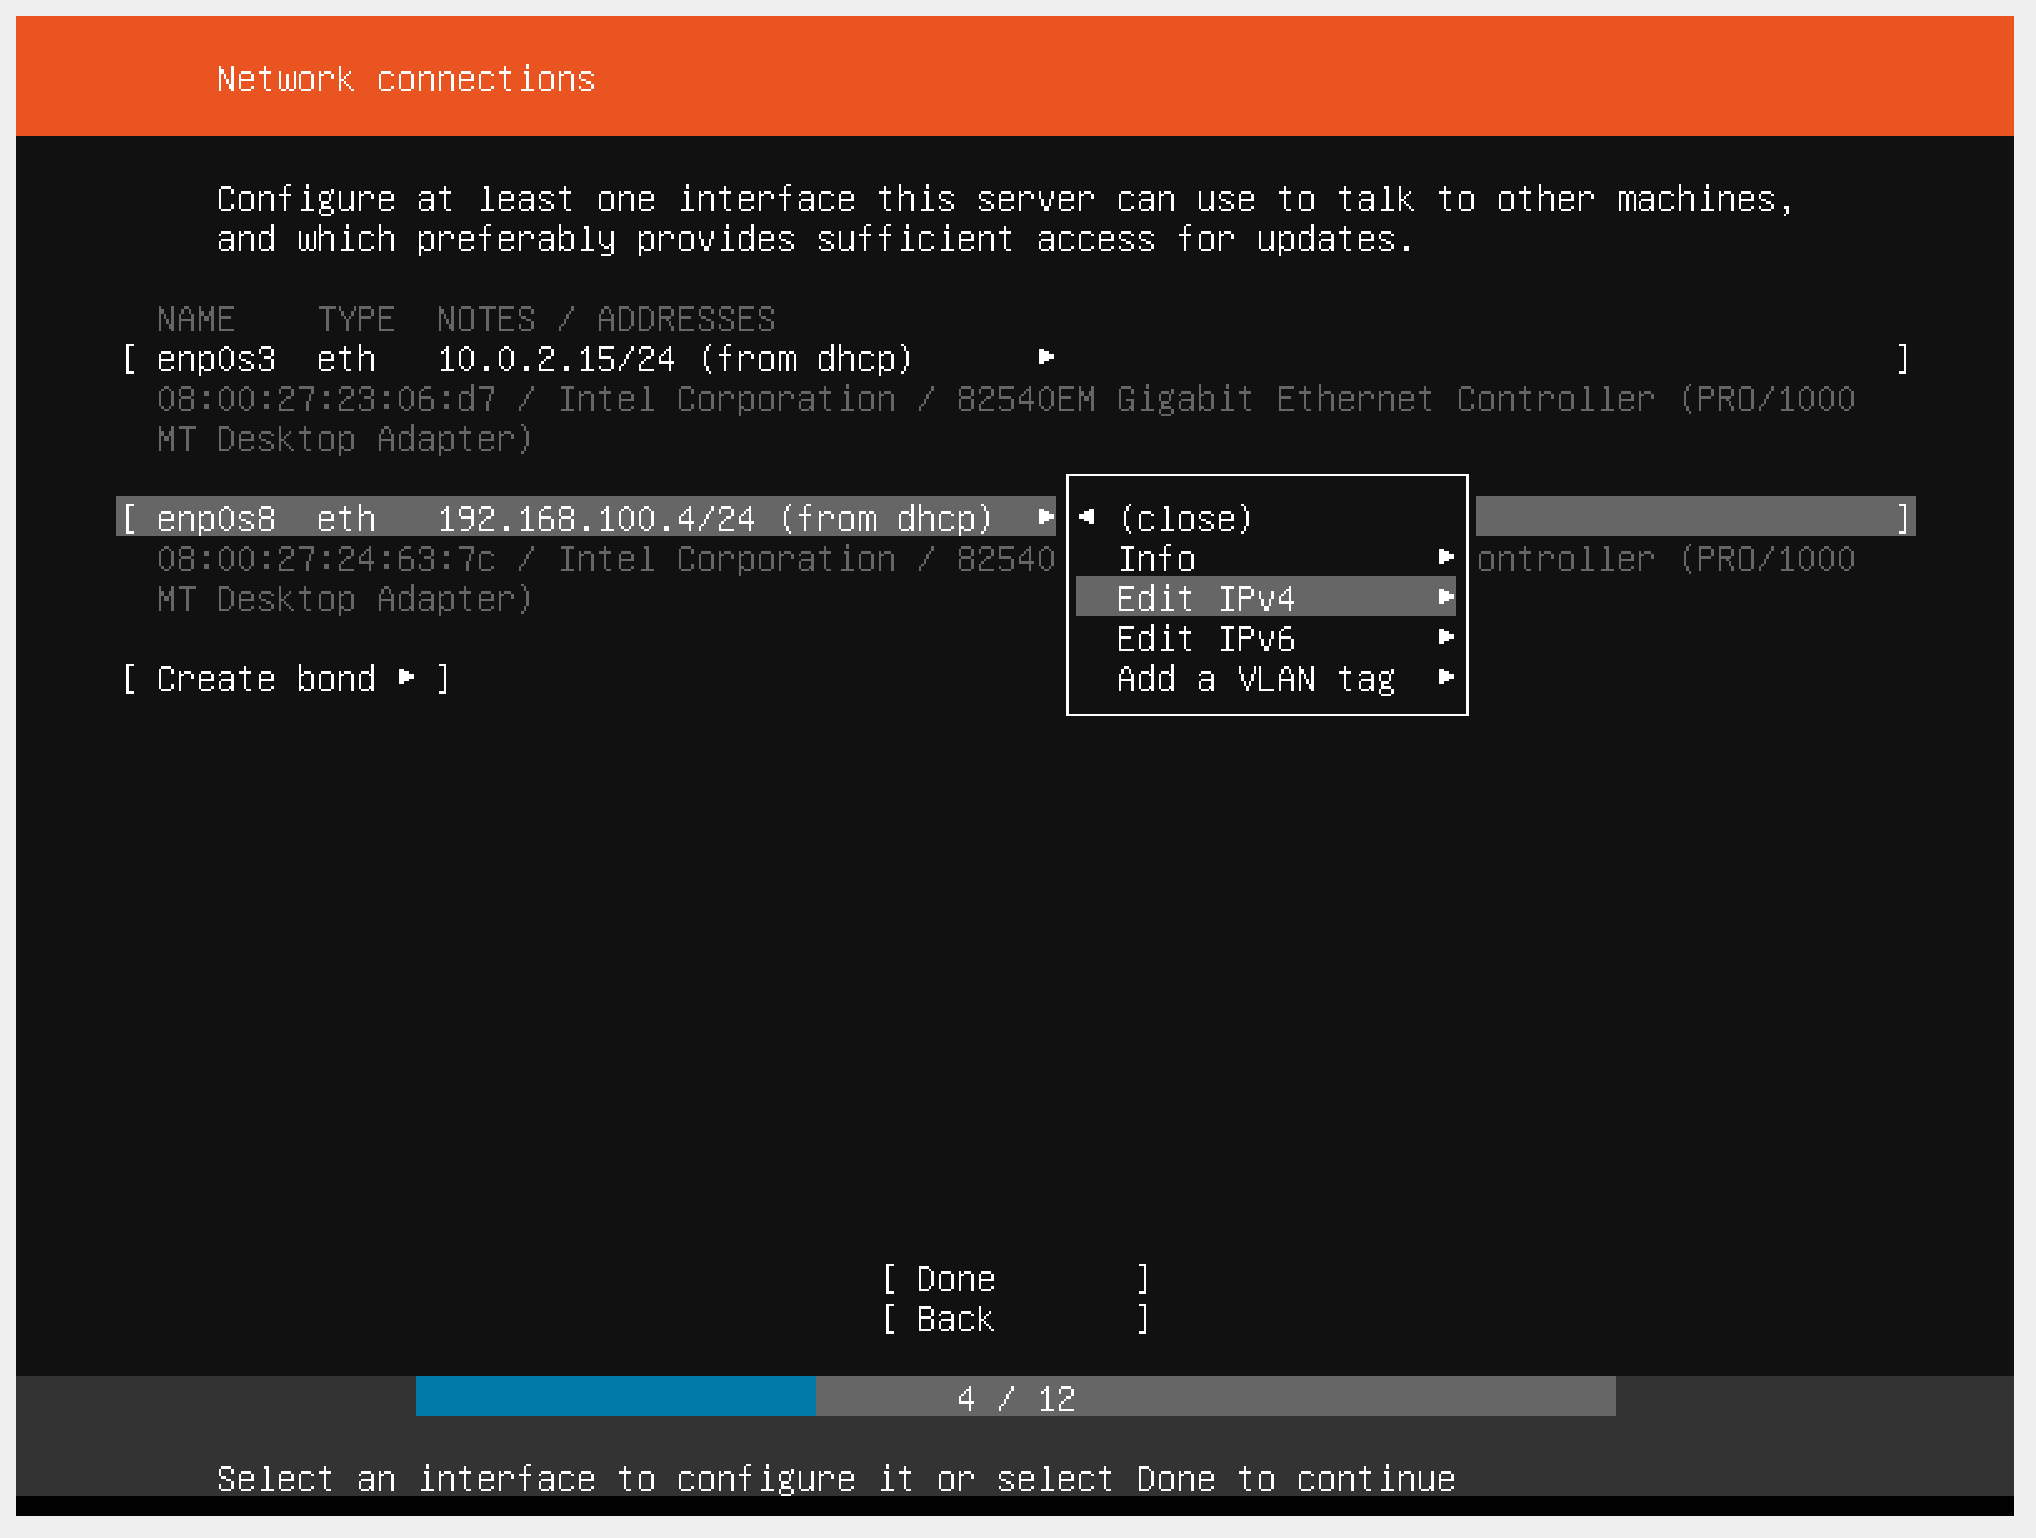 Network connections
Configure at least one interface this server can use to talk to other machines,
and which preferably provides sufficient access for updates.
NAME TYPE NOTES / ADDRESSES
[ enp0s3 eth 10.0.2.15/24 (from dhcp) ▸ ]
08:00:27:23:06:d7 / Intel Corporation / 82540EM Gigabit Ethernet Controller (PRO/1000
MT Desktop Adapter)
[ enp0s8 eth 192.168.100.4/24 (from dhcp) ▸ ]
08:00:27:24:63:7c / Intel Corporation / 82540 ontroller (PRO/1000
MT Desktop Adapter)
◂ (close)
Info ▸
Edit IPv4 ▸
Edit IPv6 ▸
Add a VLAN tag ▸
[ Create bond ▸ ]
[ Done ]
[ Back ]
4 / 12
Select an interface to configure it or select Done to continue